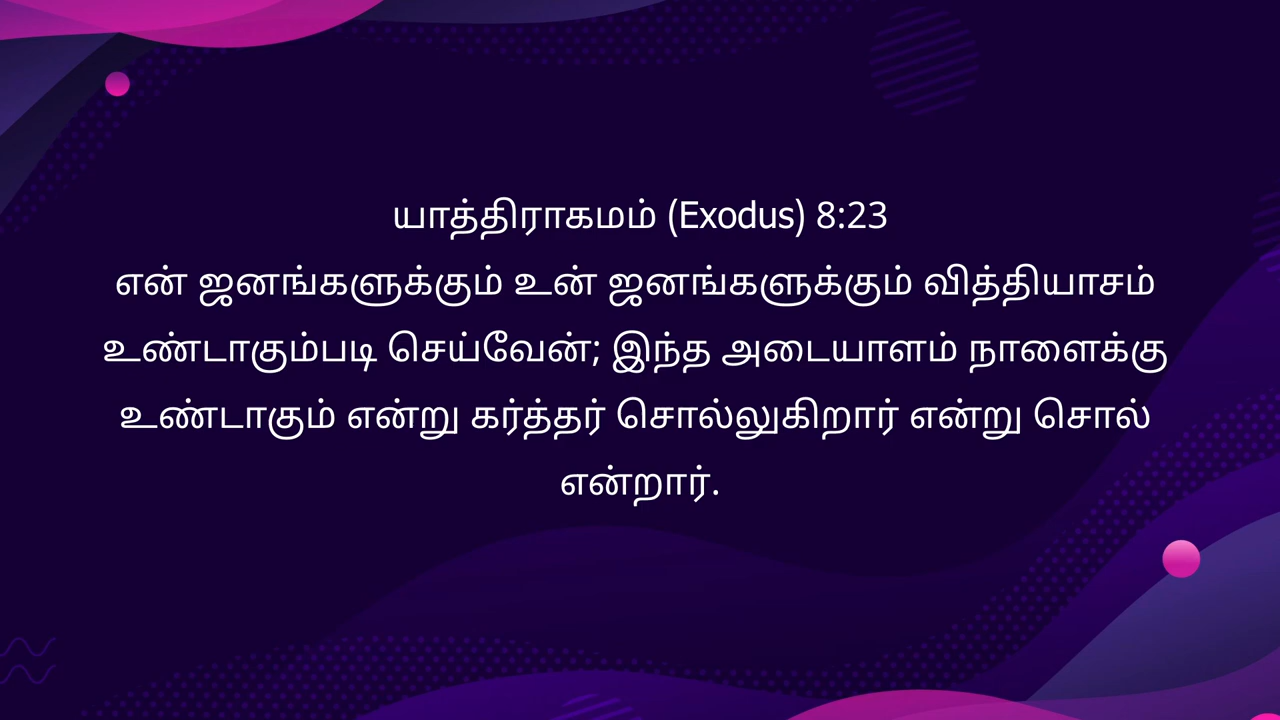 யாத்திராகமம் (Exodus) 8:23
என் ஜனங்களுக்கும் உன் ஜனங்களுக்கும் வித்தியாசம்
உண்டாகும்படி செய்வேன்; இந்த அடையாளம் நாளைக்கு
உண்டாகும் என்று கர்த்தர் சொல்லுகிறார் என்று சொல்
என்றார்.